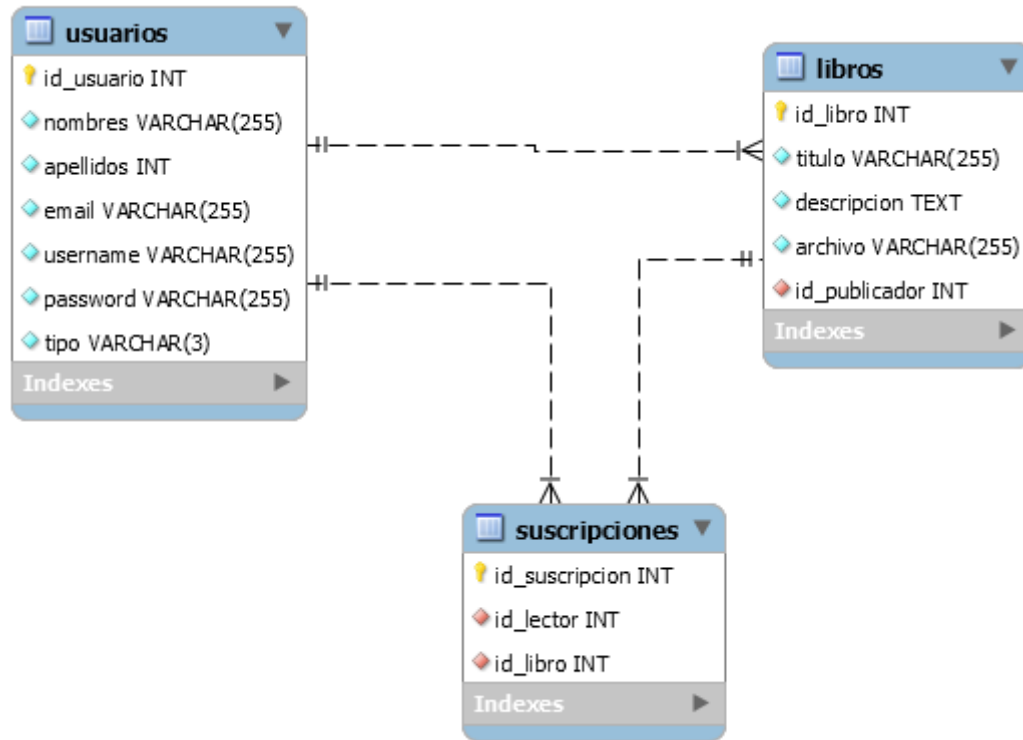 usuarios
id_usuario INT
nombres VARCHAR(255)
apellidos INT
email VARCHAR(255)
username VARCHAR(255)
password VARCHAR(255)
tipo VARCHAR(3)
Indexes
libros
id_libro INT
titulo VARCHAR(255)
descripcion TEXT
archivo VARCHAR(255)
id_publicador INT
Indexes
suscripciones
id_suscripcion INT
id_lector INT
id_libro INT
Indexes